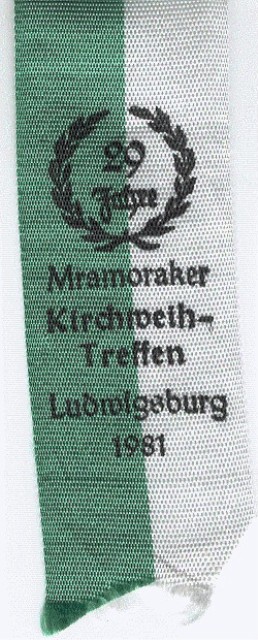 29
Jahre
Mramoraker
Kirchweih-
Treffen
Ludwigsburg
1981